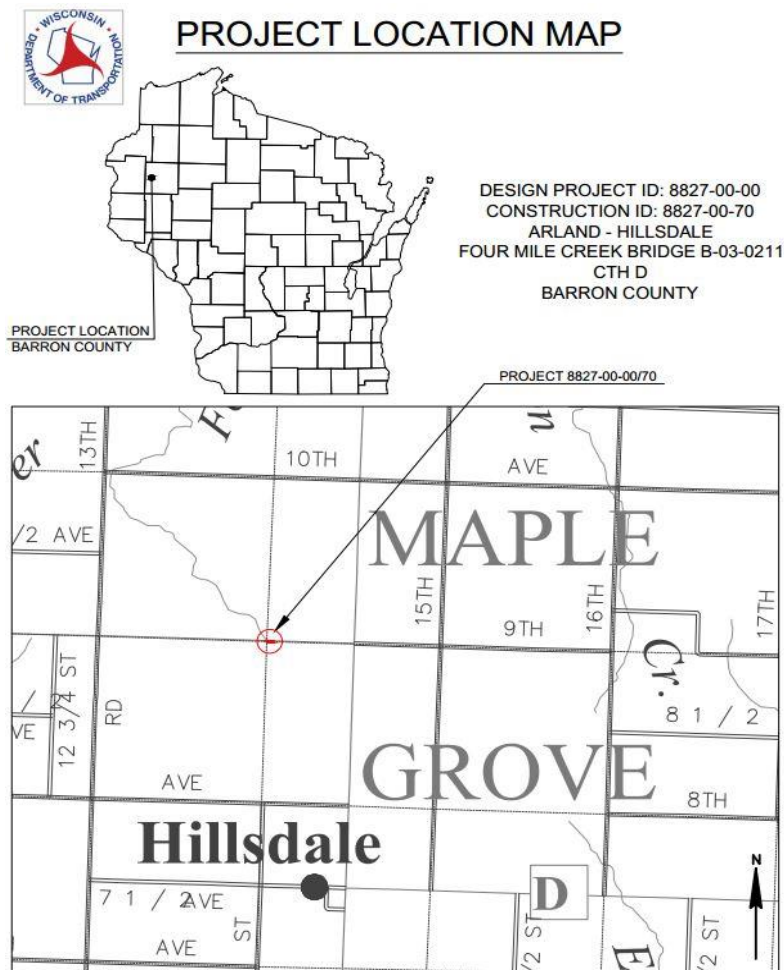 WISCONSIN
DEPARTMENT OF TRANSPORTATION
PROJECT LOCATION MAP
DESIGN PROJECT ID: 8827-00-00
CONSTRUCTION ID: 8827-00-70
ARLAND - HILLSDALE
FOUR MILE CREEK BRIDGE B-03-0211
CTH D
BARRON COUNTY
PROJECT LOCATION
BARRON COUNTY
PROJECT 8827-00-00/70
er
13TH
10TH
AVE
n
/2 AVE
MAPLE
15TH
9TH
16TH
17TH
Cr.
12 3/4 ST
RD
VE
8 1 / 2
AVE
GROVE
8TH
Hillsdale
7 1 / 2
AVE
D
N
AVE
ST
/2 ST
E
/2 ST